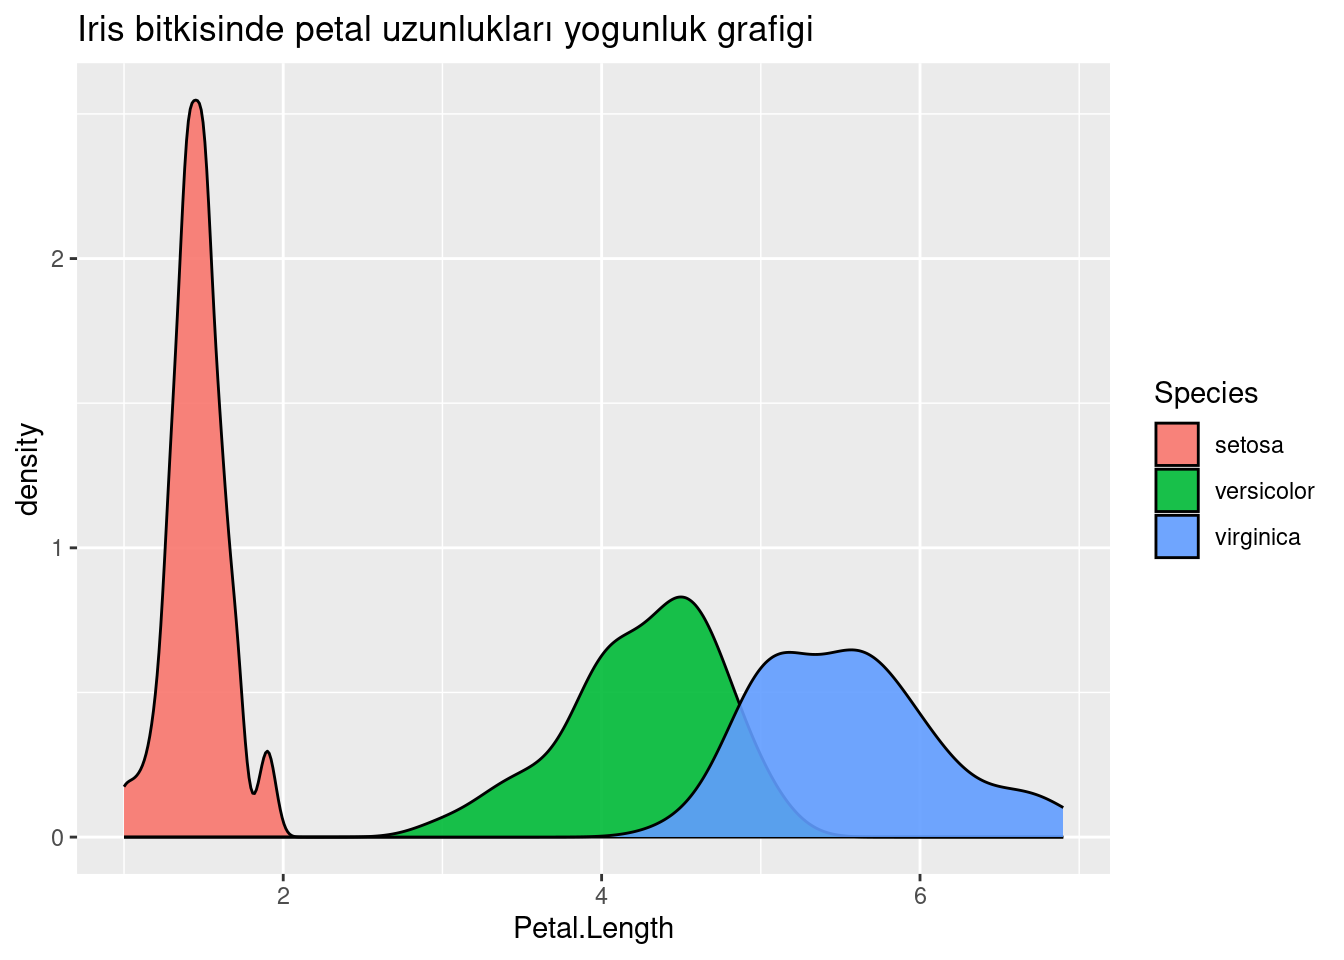 Iris bitkisinde petal uzunlukları yogunluk grafigi
density
2
1
0
2
4
6
Petal.Length
Species
setosa
versicolor
virginica